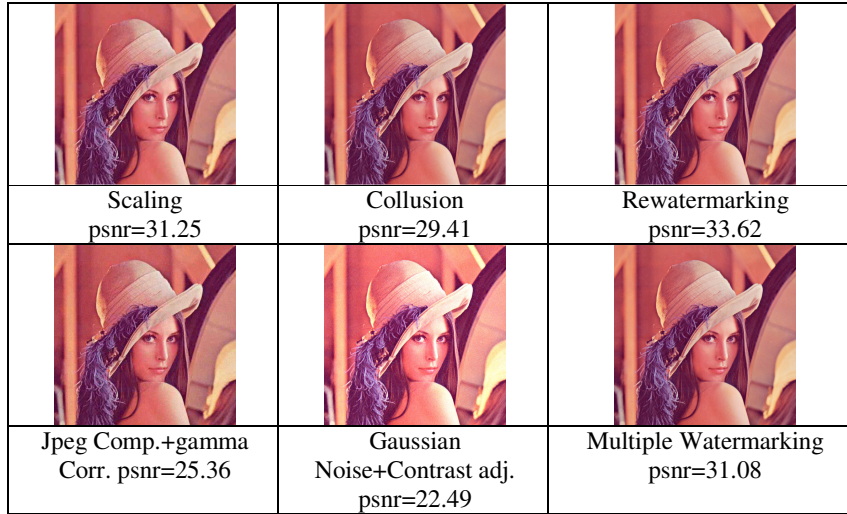 Scaling
psnr=31.25
Collusion
psnr=29.41
Rewatermarking
psnr=33.62
Jpeg Comp.+gamma
Corr. psnr=25.36
Gaussian
Noise+Contrast adj.
psnr=22.49
Multiple Watermarking
psnr=31.08